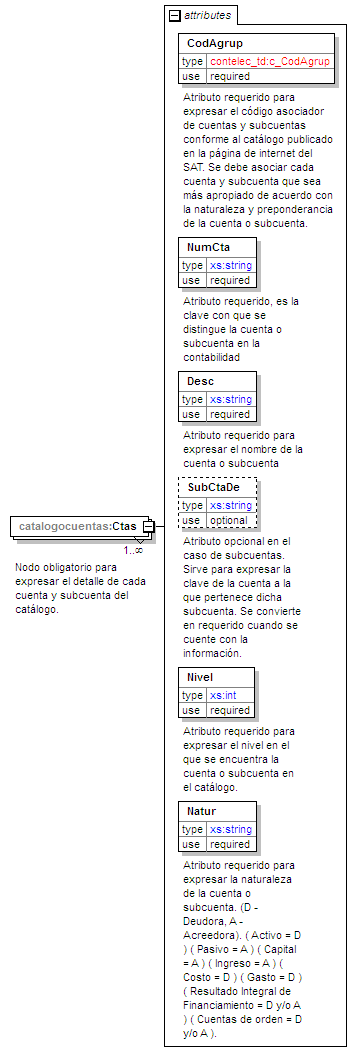 attributes
CodAgrup
type contelec_td:c_CodAgrup
use required
Atributo requerido para
expresar el código asociador
de cuentas y subcuentas
conforme al catálogo publicado
en la página de internet del
SAT. Se debe asociar cada
cuenta y subcuenta que sea
más apropiado de acuerdo con
la naturaleza y preponderancia
de la cuenta o subcuenta.
NumCta
type xs:string
use required
Atributo requerido, es la
clave con que se
distingue la cuenta o
subcuenta en la
contabilidad
Desc
type xs:string
use required
Atributo requerido para
expresar el nombre de la
cuenta o subcuenta
SubCtaDe
type xs:string
use optional
Atributo opcional en el
caso de subcuentas.
Sirve para expresar la
clave de la cuenta a la
que pertenece dicha
subcuenta. Se convierte
en requerido cuando se
cuente con la
información.
catalogocuentas:Ctas
1..∞
Nodo obligatorio para
expresar el detalle de cada
cuenta y subcuenta del
catálogo.
Nivel
type xs:int
use required
Atributo requerido para
expresar el nivel en el
que se encuentra la
cuenta o subcuenta en
el catálogo.
Natur
type xs:string
use required
Atributo requerido para
expresar la naturaleza
de la cuenta o
subcuenta. (D -
Deudora, A -
Acreedora). ( Activo = D
) ( Pasivo = A ) ( Capital
= A ) ( Ingreso = A ) (
Costo = D ) ( Gasto = D )
( Resultado Integral de
Financiamiento = D y/o A
) ( Cuentas de orden = D
y/o A ).